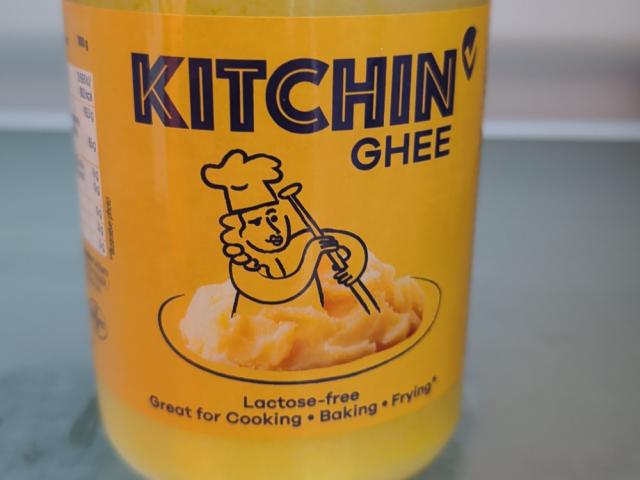 KITCHIN
GHEE
Lactose-free
Great for Cooking • Baking • Frying*